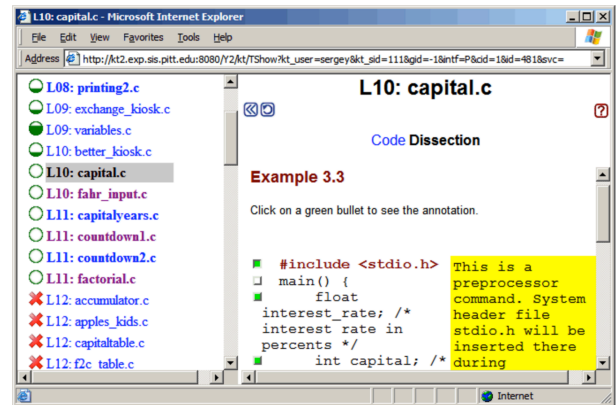 L10: capital.c - Microsoft Internet Explorer
File Edit View Favorites Tools Help
Address http://kt2.exp.sis.pitt.edu:8080/Y2/kt/TShow?kt_user=sergey&kt_sid=111&gid=-1&intf=P&cid=1&id=481&svc=
L08: printing2.c
L09: exchange_kiosk.c
L09: variables.c
L10: better_kiosk.c
L10: capital.c
L10: fahr_input.c
L11: capitalyears.c
L11: countdown1.c
L11: countdown2.c
L11: factorial.c
L12: accumulator.c
L12: apples_kids.c
L12: capitaltable.c
L12: f2c_table.c
L10: capital.c
?
Code Dissection
Example 3.3
Click on a green bullet to see the annotation.
#include <stdio.h>
main() {
float
interest_rate; /*
interest rate in
percents */
int capital; /*
This is a
preprocessor
command. System
header file
stdio.h will be
inserted there
during
Internet